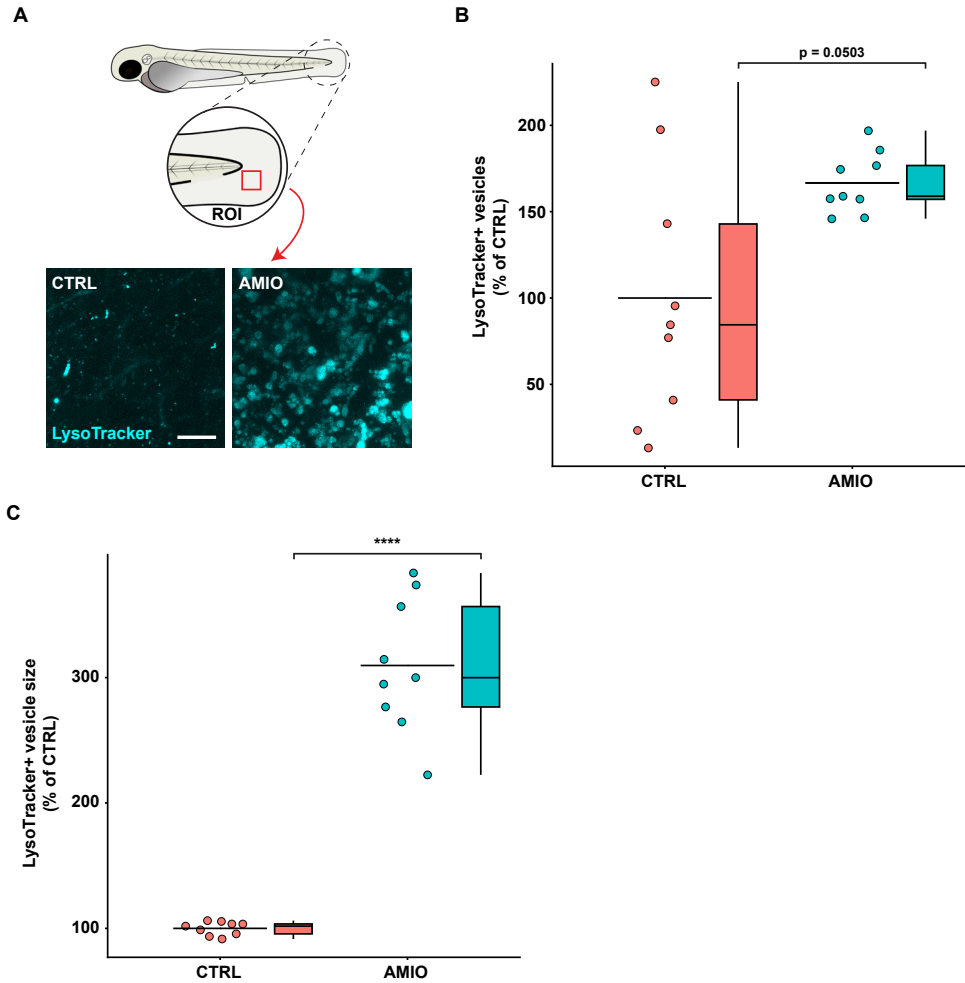 A
ROI
CTRL
AMIO
LysoTracker
B
p = 0.0503
LysoTracker+ vesicles
(% of CTRL)
200
150
100
50
CTRL
AMIO
C
****
LysoTracker+ vesicle size
(% of CTRL)
300
200
100
CTRL
AMIO